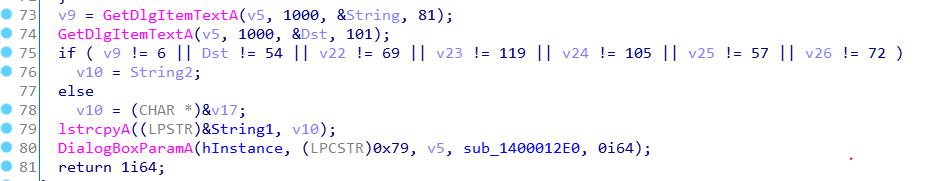 73 v9 = GetDlgItemTextA(v5, 1000, &String, 81);
74 GetDlgItemTextA(v5, 1000, &Dst, 101);
75 if ( v9 != 6 || Dst != 54 || v22 != 69 || v23 != 119 || v24 != 105 || v25 != 57 || v26 != 72 )
76 v10 = String2;
77 else
78 v10 = (CHAR *)&v17;
79 lstrcpyA((LPSTR)&String1, v10);
80 DialogBoxParamA(hInstance, (LPCSTR)0x79, v5, sub_1400012E0, 0i64);
81 return 1i64;